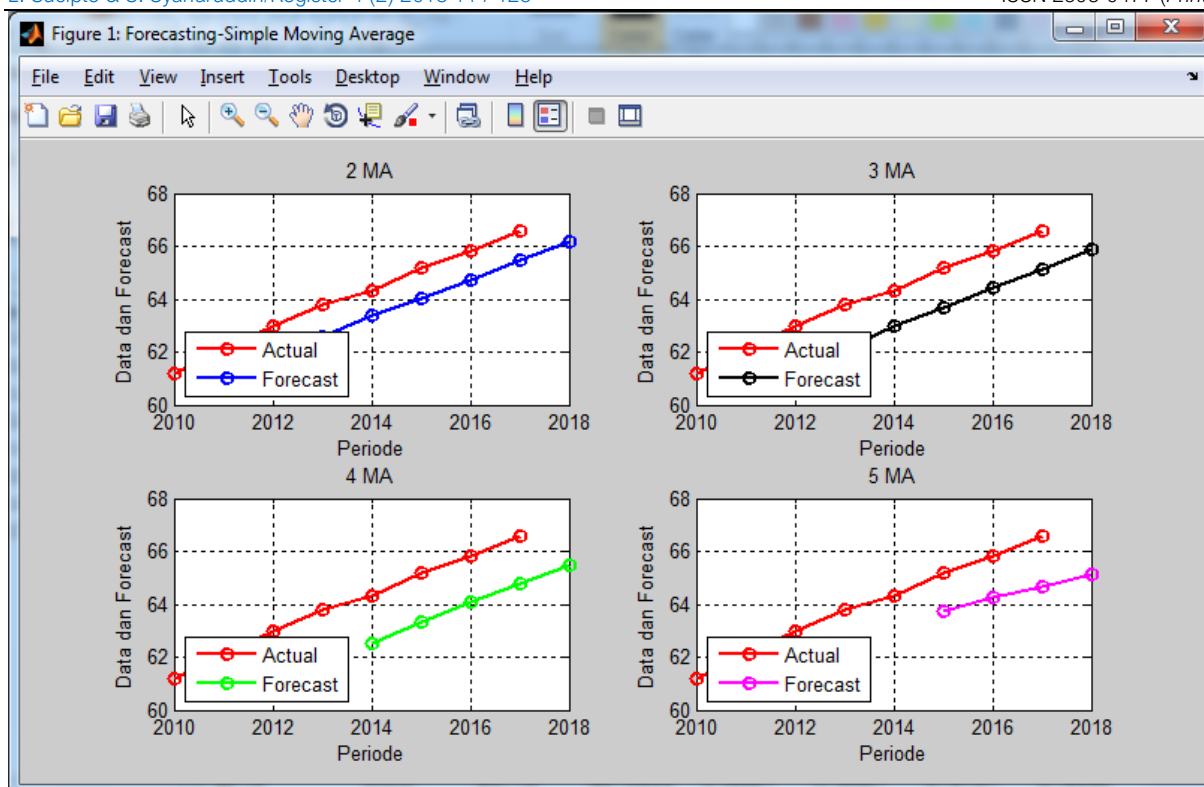 Figure 1: Forecasting-Simple Moving Average
File Edit View Insert Tools Desktop Window Help
2 MA
68
66
64
62
60
Data dan Forecast
Actual
Forecast
2010 2012 2014 2016 2018
Periode
3 MA
68
66
64
62
60
Data dan Forecast
Actual
Forecast
2010 2012 2014 2016 2018
Periode
4 MA
68
66
64
62
60
Data dan Forecast
Actual
Forecast
2010 2012 2014 2016 2018
Periode
5 MA
68
66
64
62
60
Data dan Forecast
Actual
Forecast
2010 2012 2014 2016 2018
Periode